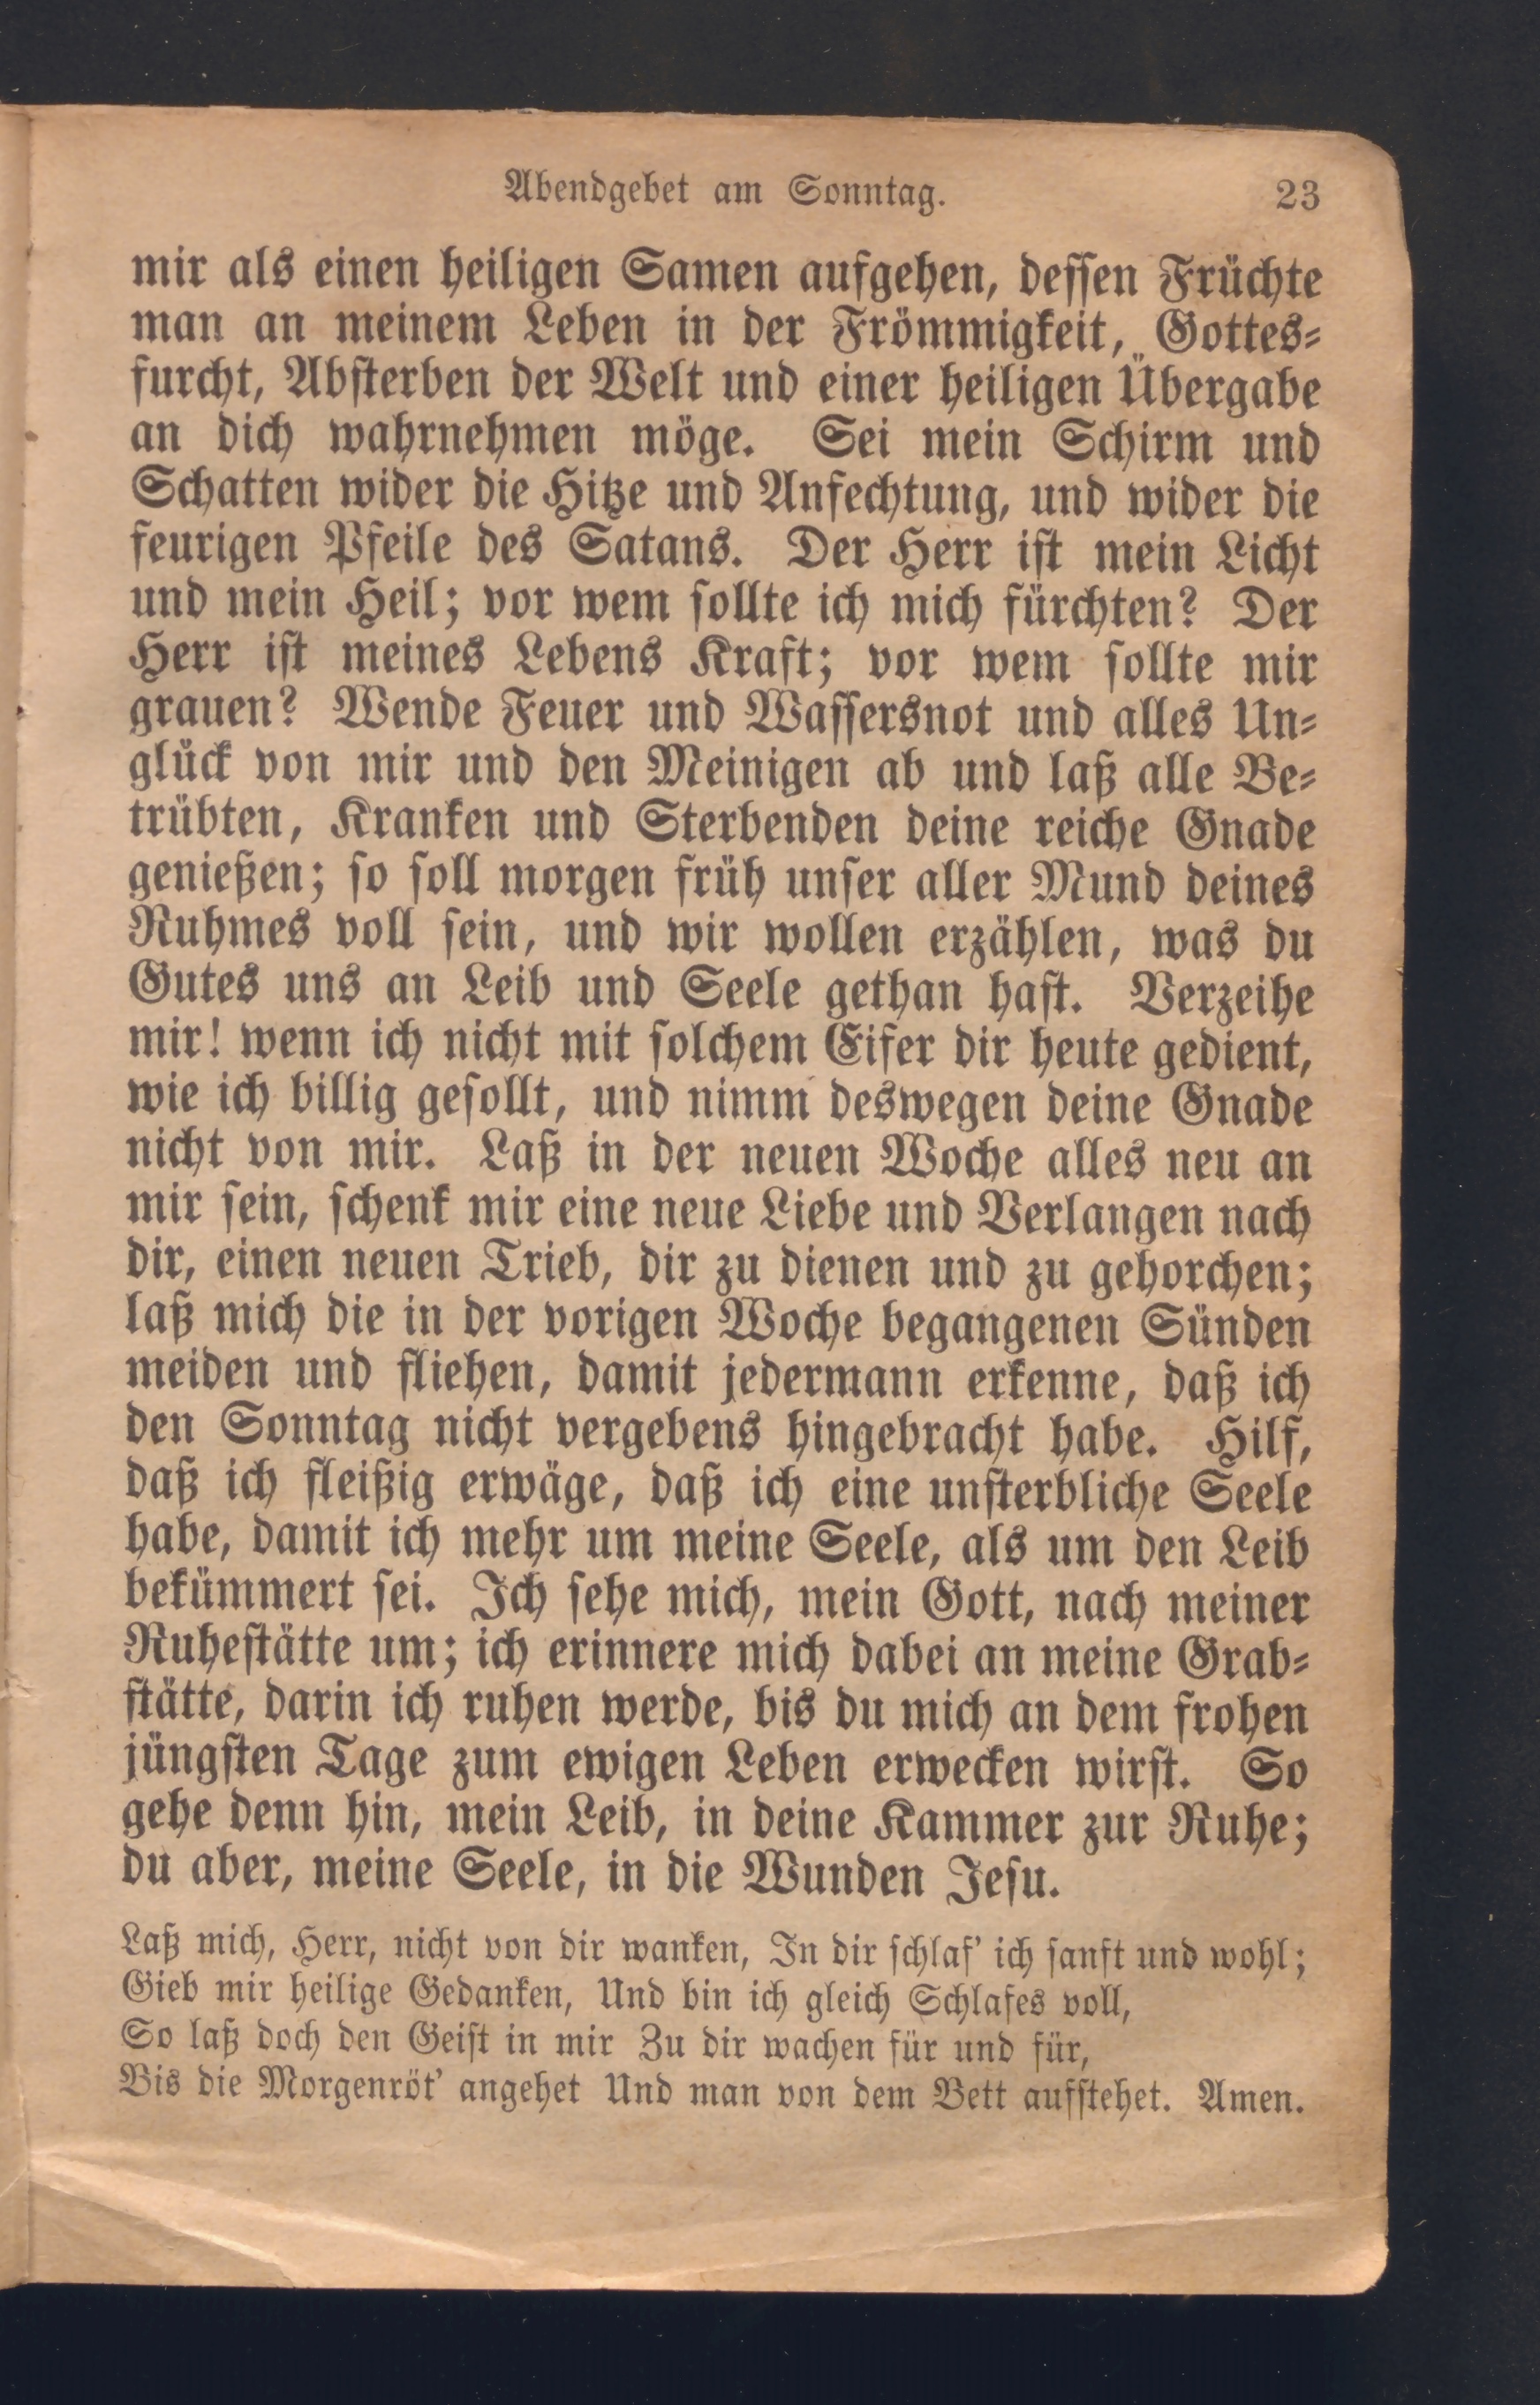 Abendgebet am Sonntag. 23
mir als einen heiligen Samen aufgehen, dessen Früchte
man an meinem Leben in der Frömmigkeit, Gottes-
furcht, Absterben der Welt und einer heiligen Übergabe
an dich wahrnehmen möge. Sei mein Schirm und
Schatten wider die Hitze und Anfechtung, und wider die
feurigen Pfeile des Satans. Der Herr ist mein Licht
und mein Heil; vor wem sollte ich mich fürchten? Der
Herr ist meines Lebens Kraft; vor wem sollte mir
grauen? Wende Feuer und Wassersnot und alles Un-
glück von mir und den Meinigen ab und laß alle Be-
trübten, Kranken und Sterbenden deine reiche Gnade
genießen; so soll morgen früh unser aller Mund deines
Ruhmes voll sein, und wir wollen erzählen, was du
Gutes uns an Leib und Seele gethan hast. Verzeihe
mir! wenn ich nicht mit solchem Eifer dir heute gedient,
wie ich billig gesollt, und nimm deswegen deine Gnade
nicht von mir. Laß in der neuen Woche alles neu an
mir sein, schenk mir eine neue Liebe und Verlangen nach
dir, einen neuen Trieb, dir zu dienen und zu gehorchen;
laß mich die in der vorigen Woche begangenen Sünden
meiden und fliehen, damit jedermann erkenne, daß ich
den Sonntag nicht vergebens hingebracht habe. Hilf,
daß ich fleißig erwäge, daß ich eine unsterbliche Seele
habe, damit ich mehr um meine Seele, als um den Leib
bekümmert sei. Ich sehe mich, mein Gott, nach meiner
Ruhestätte um; ich erinnere mich dabei an meine Grab-
stätte, darin ich ruhen werde, bis du mich an dem frohen
jüngsten Tage zum ewigen Leben erwecken wirst. So
gehe denn hin, mein Leib, in deine Kammer zur Ruhe;
du aber, meine Seele, in die Wunden Jesu.
Laß mich, Herr, nicht von dir wanken, In dir schlaf' ich sanft und wohl;
Gieb mir heilige Gedanken, Und bin ich gleich Schlafes voll,
So laß doch den Geist in mir Zu dir wachen für und für,
Bis die Morgenröt' angehet Und man von dem Bett aufstehet. Amen.